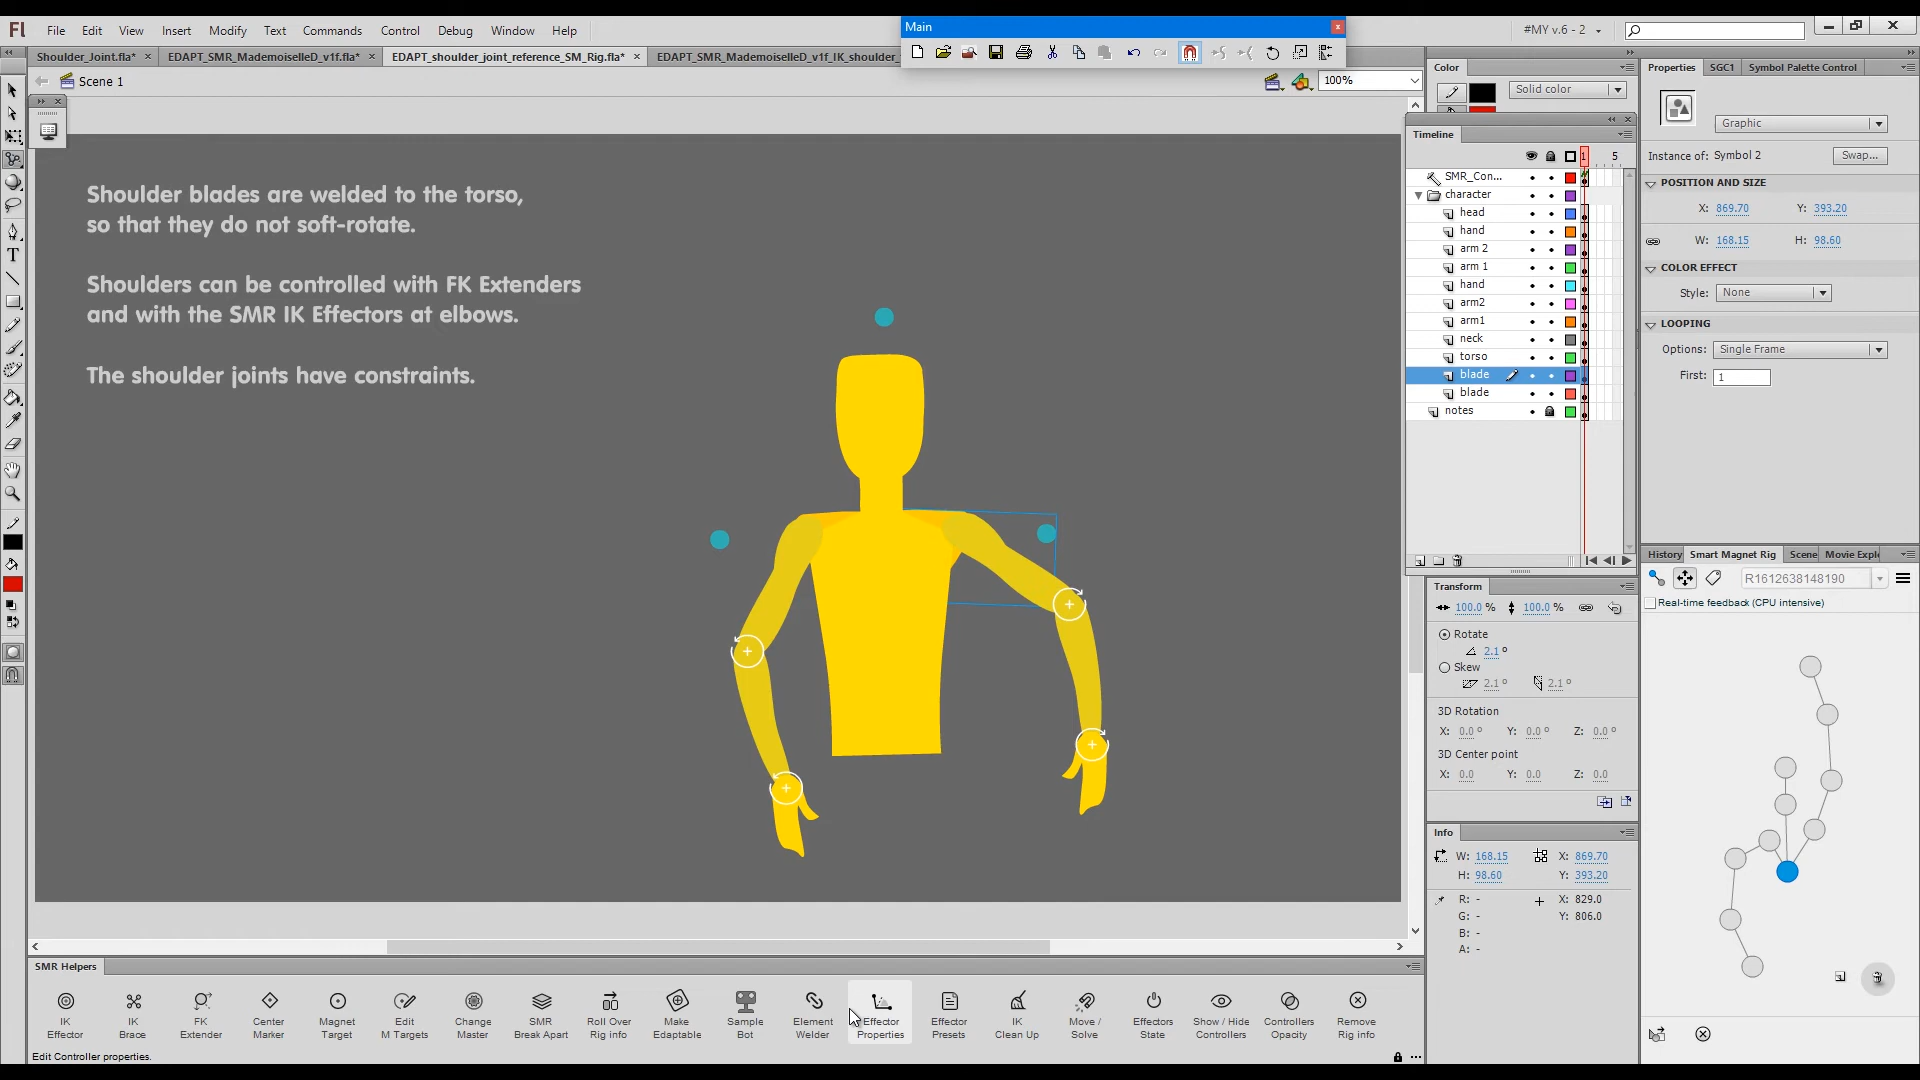 Main
Fl File Edit View Insert Modify Text Commands Control Debug Window Help
#MY v.6 - 2
Shoulder_Joint.fla* × EDAPT_SMR_MademoiselleD_v1f.fla* × EDAPT_shoulder_joint_reference_SM_Rig.fla* × EDAPT_SMR_MademoiselleD_v1f_IK_shoulder_
Scene 1
100%
Shoulder blades are welded to the torso,
so that they do not soft-rotate.
Shoulders can be controlled with FK Extenders
and with the SMR IK Effectors at elbows.
The shoulder joints have constraints.
Color
Solid color
Timeline
1 5
SMR_Con...
character
head
hand
arm 2
arm 1
hand
arm2
arm1
neck
torso
blade
blade
notes
Transform
100.0 % 100.0 %
Rotate
2.1°
Skew
2.1° 2.1°
3D Rotation
X: 0.0° Y: 0.0° Z: 0.0°
3D Center point
X: 0.0 Y: 0.0 Z: 0.0
Info
W: 168.15 X: 869.70
H: 98.60 Y: 393.20
R: - X: 829.0
G: - Y: 806.0
B: -
A: -
Properties SGC1 Symbol Palette Control
Graphic
Instance of: Symbol 2 Swap...
POSITION AND SIZE
X: 869.70 Y: 393.20
W: 168.15 H: 98.60
COLOR EFFECT
Style: None
LOOPING
Options: Single Frame
First: 1
History Smart Magnet Rig Scene Movie Expl
R1612638148190
Real-time feedback (CPU intensive)
SMR Helpers
IK Effector
IK Brace
FK Extender
Center Marker
Magnet Target
Edit M Targets
Change Master
SMR Break Apart
Roll Over Rig info
Make Edaptable
Sample Bot
Element Welder
Effector Properties
Effector Presets
IK Clean Up
Move / Solve
Effectors State
Show / Hide Controllers
Controllers Opacity
Remove Rig info
Edit Controller properties.